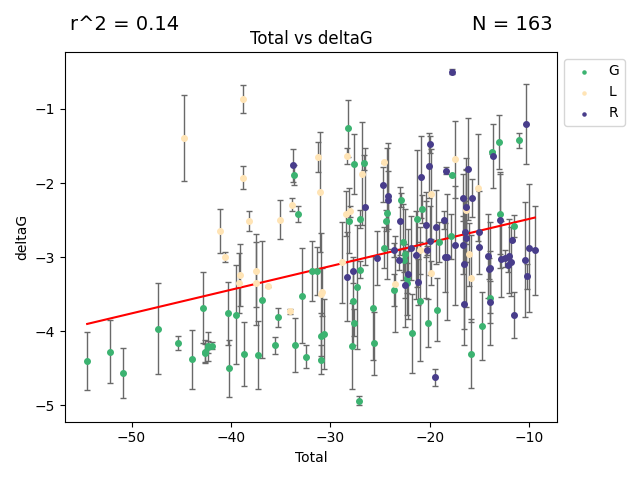 r^2 = 0.14 N = 163
Total vs deltaG
G
L
R
−1
−2
−3
−4
−5
deltaG
−50 −40 −30 −20 −10
Total